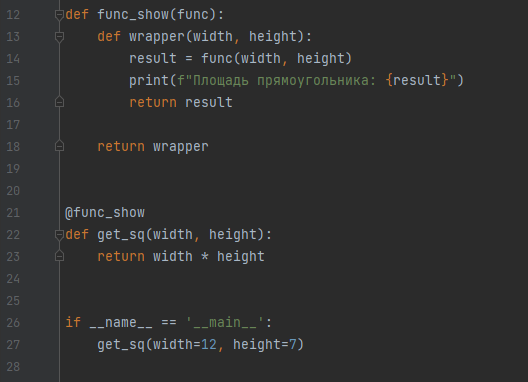 12 def func_show(func):
13     def wrapper(width, height):
14         result = func(width, height)
15         print(f"Площадь прямоугольника: {result}")
16         return result
17
18     return wrapper
19
20
21 @func_show
22 def get_sq(width, height):
23     return width * height
24
25
26 if __name__ == '__main__':
27     get_sq(width=12, height=7)
28